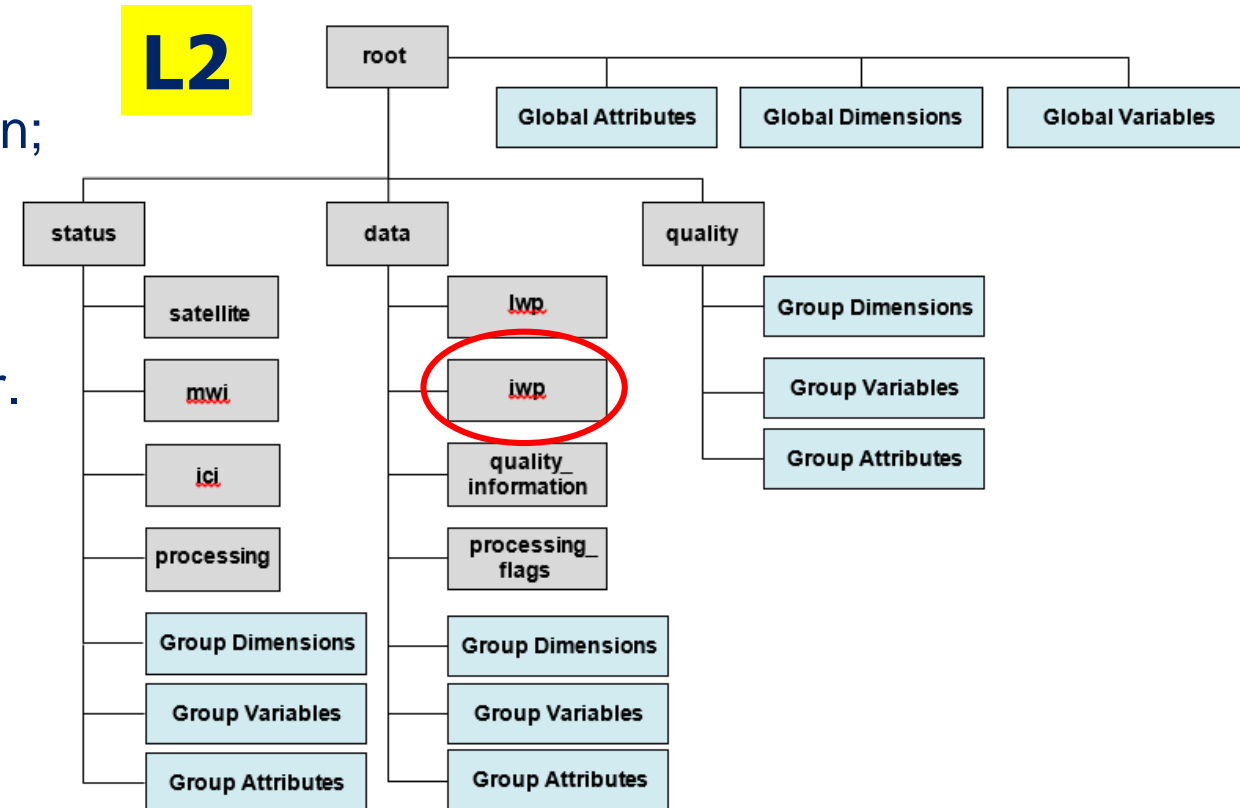 L2
n;
r.
root
Global Attributes
Global Dimensions
Global Variables
status
data
quality
satellite
mwi
ici
processing
Group Dimensions
Group Variables
Group Attributes
lwp
iwp
quality_
information
processing_
flags
Group Dimensions
Group Variables
Group Attributes
Group Dimensions
Group Variables
Group Attributes